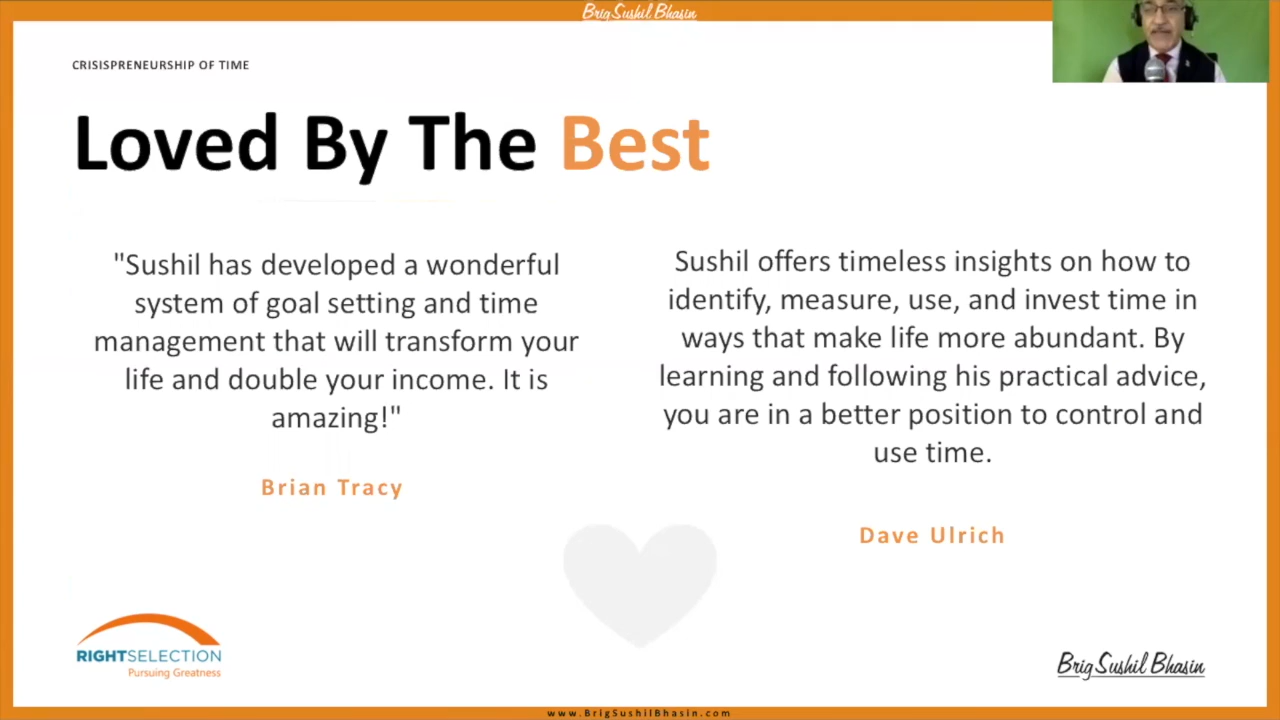 Brig Sushil Bhasin
CRISISPRENEURSHIP OF TIME
Loved By The Best
"Sushil has developed a wonderful
system of goal setting and time
management that will transform your
life and double your income. It is
amazing!"
Brian Tracy
Sushil offers timeless insights on how to
identify, measure, use, and invest time in
ways that make life more abundant. By
learning and following his practical advice,
you are in a better position to control and
use time.
Dave Ulrich
RIGHTSELECTION
Pursuing Greatness
Brig Sushil Bhasin
www.BrigSushilBhasin.com